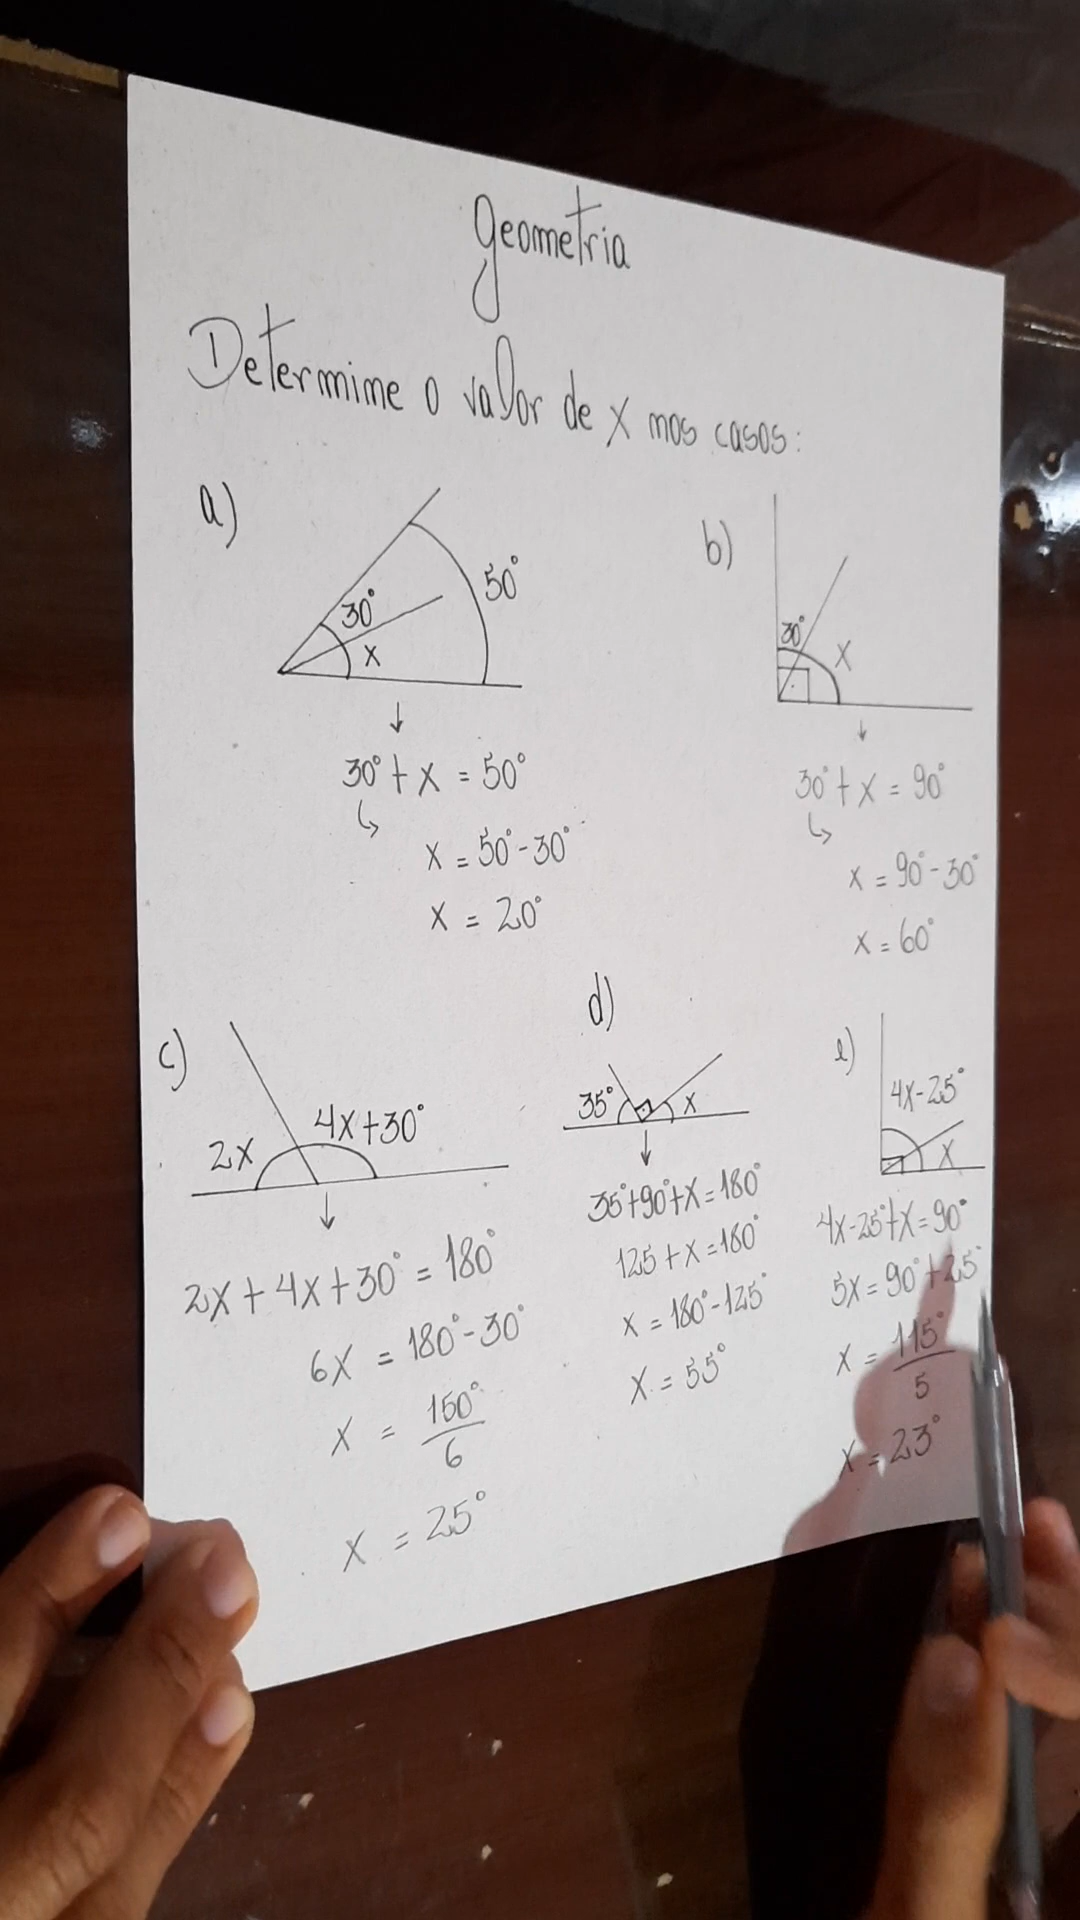 Geometria
Determine o valor de x nos casos:
a)
30°
x
50°
30° + x = 50°
x = 50° - 30°
x = 20°
b)
30°
x
30° + x = 90°
x = 90° - 30°
x = 60°
c)
2x
4x+30°
2x + 4x + 30° = 180°
6x = 180° - 30°
x = 150°/6
x = 25°
d)
35°
x
35°+90°+x=180°
125 + x = 180°
x = 180° - 125°
x = 55°
e)
4x-25°
x
4x-25°+x=90°
5x = 90° + 25°
x = 115°/5
x = 23°